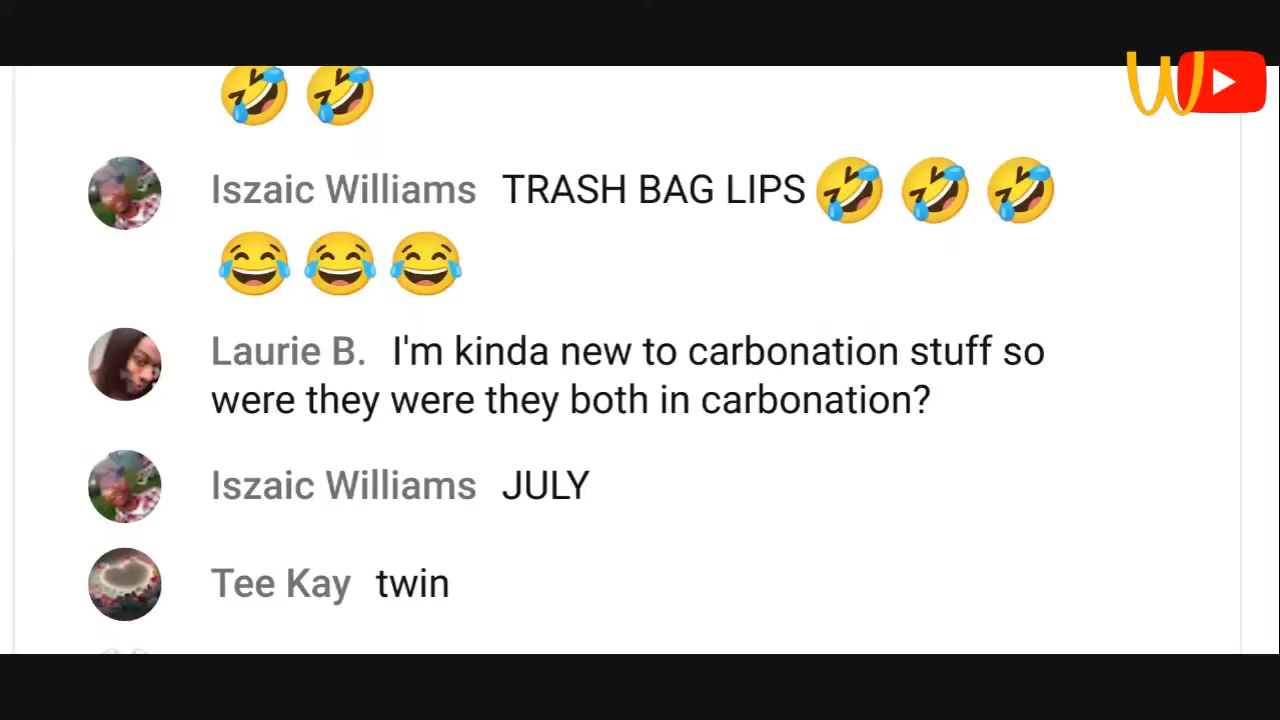 🤣 🤣
Iszaic Williams TRASH BAG LIPS 🤣 🤣 🤣
😂 😂 😂
Laurie B. I'm kinda new to carbonation stuff so
were they were they both in carbonation?
Iszaic Williams JULY
Tee Kay twin